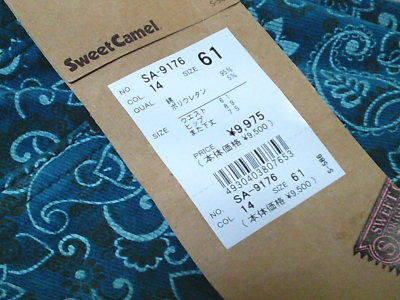 SweetCamel
NO SA-9176 SIZE 61
COL. 14
QUAL 綿 95%
ポリウレタン 5%
SIZE ウエスト 61
ヒップ 89
また下丈 75
PRICE ¥9,975
(本体価格 ¥9,500)
4930403807653
NO SA-9176 SIZE 61
COL. 14 (本体価格 ¥9,500)
SWEET